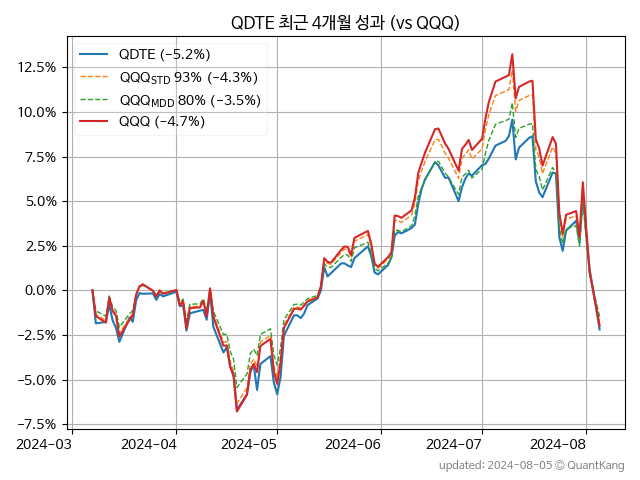 QDTE 최근 4개월 성과 (vs QQQ)
QDTE (−5.2%)
QQQSTD 93% (−4.3%)
QQQMDD 80% (−3.5%)
QQQ (−4.7%)
12.5%
10.0%
7.5%
5.0%
2.5%
0.0%
−2.5%
−5.0%
−7.5%
2024-03 2024-04 2024-05 2024-06 2024-07 2024-08
updated: 2024-08-05 © QuantKang